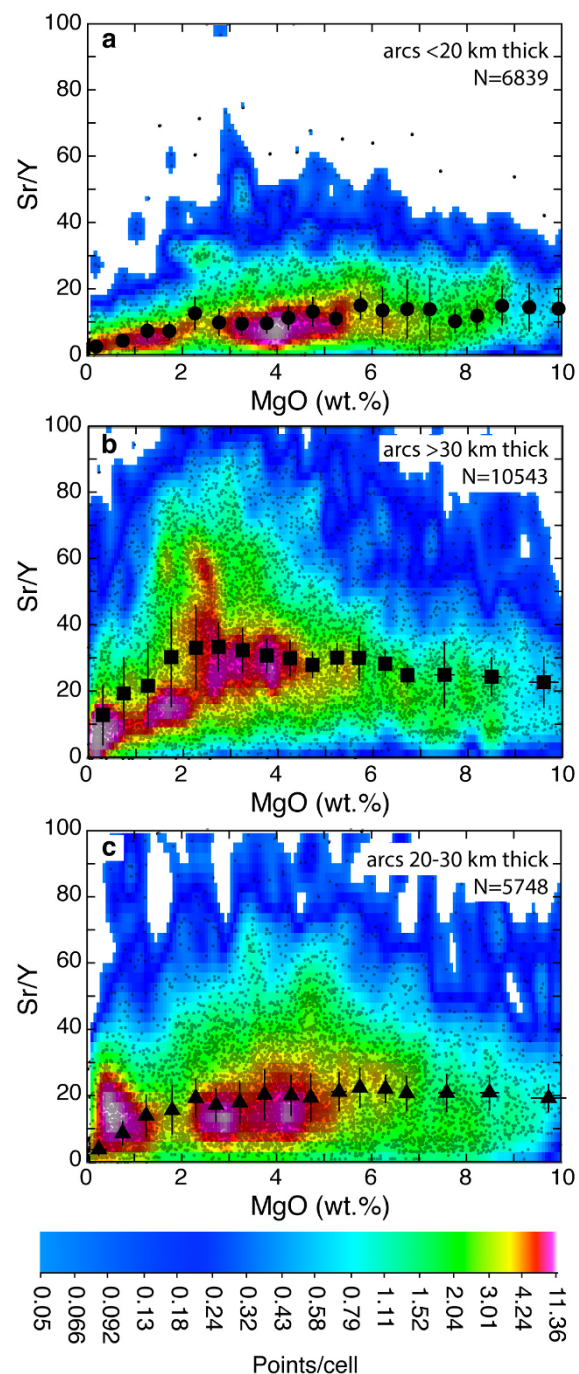 a
arcs <20 km thick
N=6839
100
80
60
40
20
0
Sr/Y
0 2 4 6 8 10
MgO (wt.%)
b
arcs >30 km thick
N=10543
100
80
60
40
20
0
Sr/Y
0 2 4 6 8 10
MgO (wt.%)
c
arcs 20-30 km thick
N=5748
100
80
60
40
20
0
Sr/Y
0 2 4 6 8 10
MgO (wt.%)
0.05 0.066 0.092 0.13 0.18 0.24 0.32 0.43 0.58 0.79 1.11 1.52 2.04 3.01 4.24 11.36
Points/cell